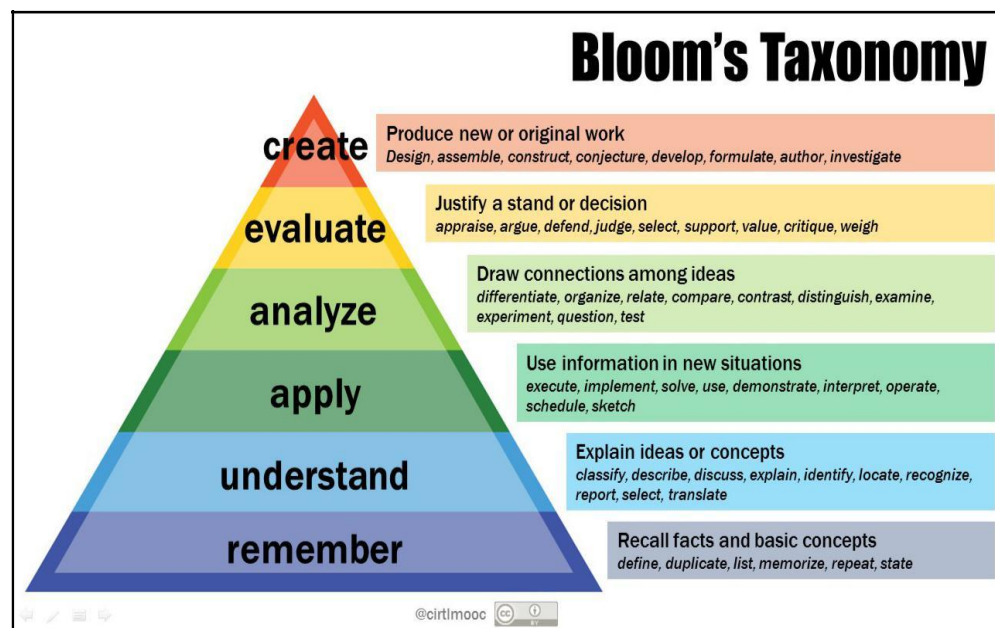 Bloom's Taxonomy
create
Produce new or original work
Design, assemble, construct, conjecture, develop, formulate, author, investigate
evaluate
Justify a stand or decision
appraise, argue, defend, judge, select, support, value, critique, weigh
analyze
Draw connections among ideas
differentiate, organize, relate, compare, contrast, distinguish, examine,
experiment, question, test
apply
Use information in new situations
execute, implement, solve, use, demonstrate, interpret, operate,
schedule, sketch
understand
Explain ideas or concepts
classify, describe, discuss, explain, identify, locate, recognize,
report, select, translate
remember
Recall facts and basic concepts
define, duplicate, list, memorize, repeat, state
@cirtlmooc cc BY